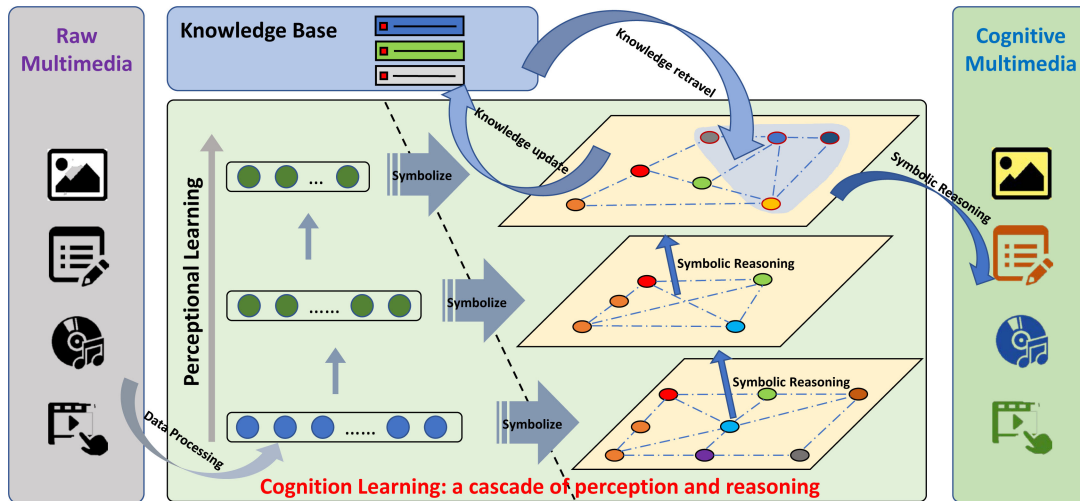 Raw
Multimedia
Knowledge Base
Cognitive
Multimedia
Knowledge retravel
Knowledge update
Symbolic Reasoning
Perceptional Learning
...
Symbolize
Symbolic Reasoning
......
Symbolize
Symbolic Reasoning
......
Symbolize
Data Processing
Cognition Learning: a cascade of perception and reasoning